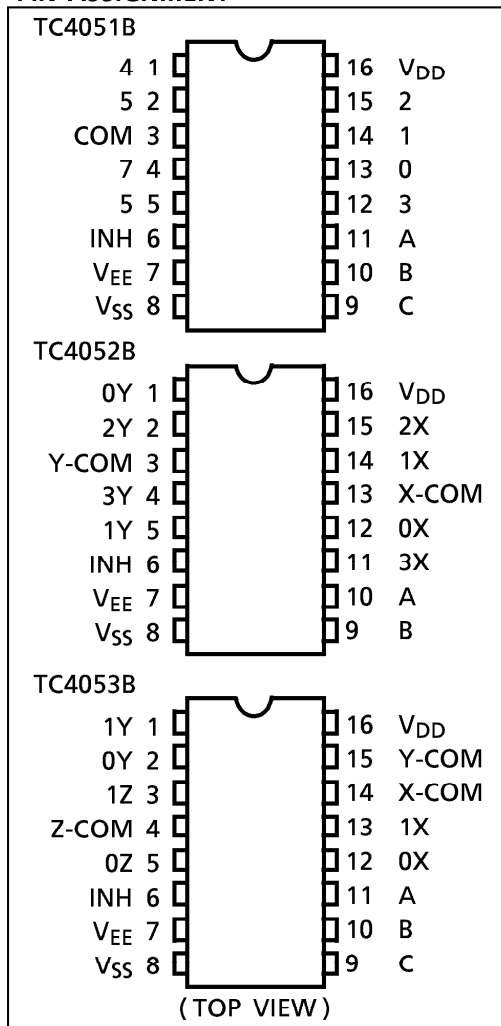 TC4051B
4 1 16 VDD
5 2 15 2
COM 3 14 1
7 4 13 0
5 5 12 3
INH 6 11 A
VEE 7 10 B
VSS 8 9 C
TC4052B
0Y 1 16 VDD
2Y 2 15 2X
Y-COM 3 14 1X
3Y 4 13 X-COM
1Y 5 12 0X
INH 6 11 3X
VEE 7 10 A
VSS 8 9 B
TC4053B
1Y 1 16 VDD
0Y 2 15 Y-COM
1Z 3 14 X-COM
Z-COM 4 13 1X
0Z 5 12 0X
INH 6 11 A
VEE 7 10 B
VSS 8 9 C
(TOP VIEW)